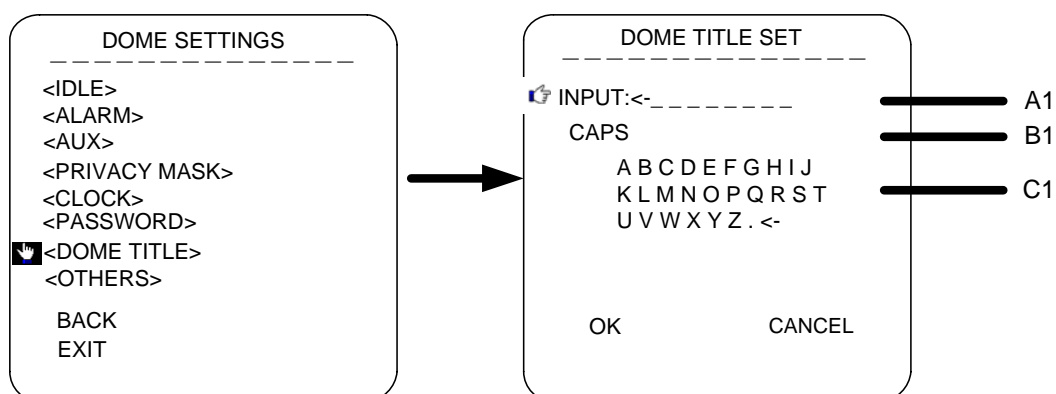 DOME SETTINGS
<IDLE>
<ALARM>
<AUX>
<PRIVACY MASK>
<CLOCK>
<PASSWORD>
<DOME TITLE>
<OTHERS>
BACK
EXIT
DOME TITLE SET
INPUT:<-_ _ _ _ _ _ _ _
CAPS
A B C D E F G H I J
K L M N O P Q R S T
U V W X Y Z . <-
OK CANCEL
A1
B1
C1